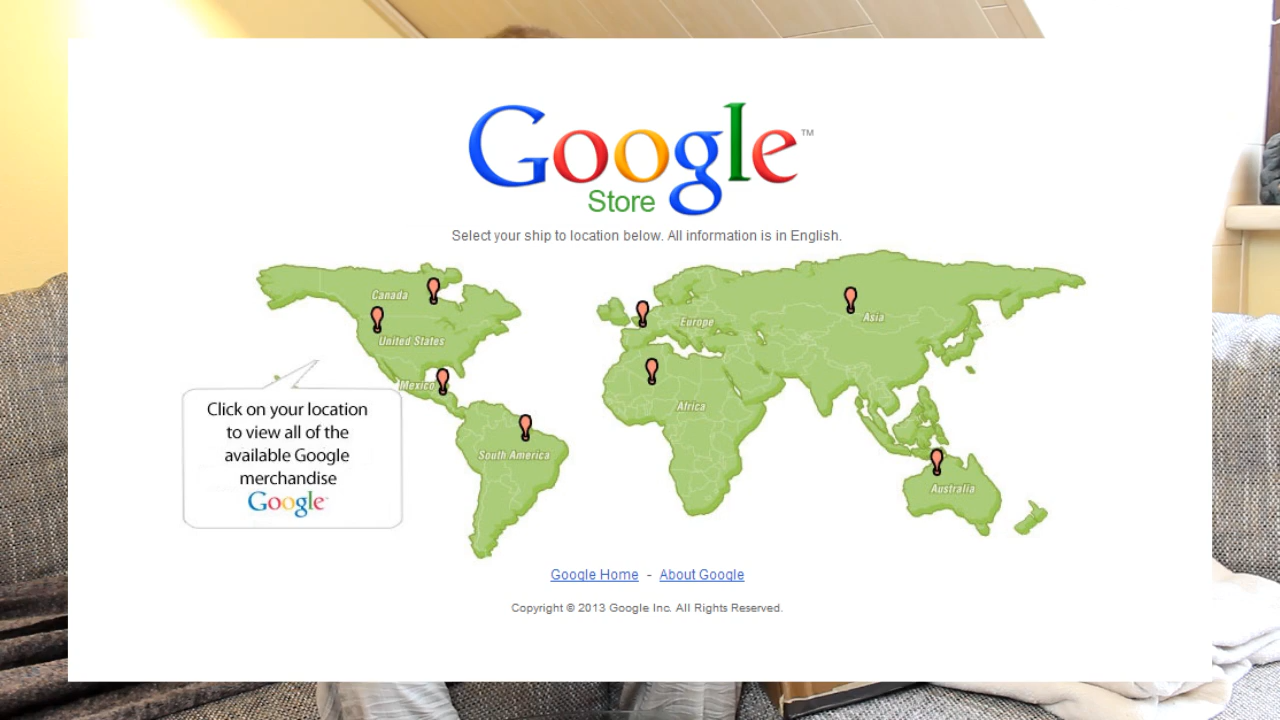 Google™
Store
Select your ship to location below. All information is in English.
Canada
United States
Mexico
South America
Europe
Asia
Africa
Australia
Click on your location
to view all of the
available Google
merchandise
Google
Google Home - About Google
Copyright © 2013 Google Inc. All Rights Reserved.